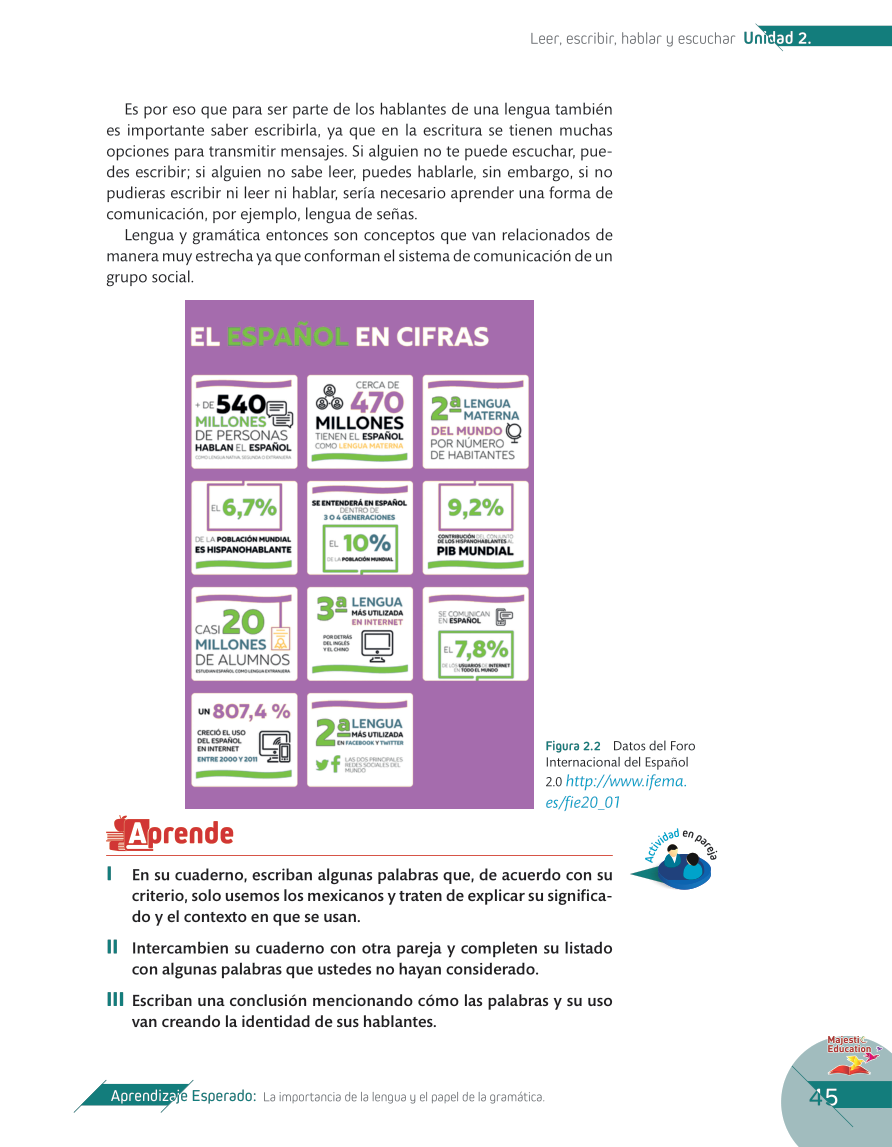 Leer, escribir, hablar y escuchar Unidad 2.
Es por eso que para ser parte de los hablantes de una lengua también
es importante saber escribirla, ya que en la escritura se tienen muchas
opciones para transmitir mensajes. Si alguien no te puede escuchar, pue-
des escribir; si alguien no sabe leer, puedes hablarle, sin embargo, si no
pudieras escribir ni leer ni hablar, sería necesario aprender una forma de
comunicación, por ejemplo, lengua de señas.
Lengua y gramática entonces son conceptos que van relacionados de
manera muy estrecha ya que conforman el sistema de comunicación de un
grupo social.
EL ESPAÑOL EN CIFRAS
+ DE 540
MILLONES
DE PERSONAS
HABLAN EL ESPAÑOL
COMO LENGUA NATIVA, SEGUNDA O EXTRANJERA
CERCA DE
470
MILLONES
TIENEN EL ESPAÑOL
COMO LENGUA MATERNA
2ª LENGUA
MATERNA
DEL MUNDO
POR NÚMERO
DE HABITANTES
EL 6,7%
DE LA POBLACIÓN MUNDIAL
ES HISPANOHABLANTE
SE ENTENDERÁ EN ESPAÑOL
DENTRO DE
3 O 4 GENERACIONES
EL 10%
DE LA POBLACIÓN MUNDIAL
9,2%
CONTRIBUCIÓN DEL CONJUNTO
DE LOS HISPANOHABLANTES AL
PIB MUNDIAL
CASI 20
MILLONES
DE ALUMNOS
ESTUDIAN ESPAÑOL COMO LENGUA EXTRANJERA
3ª LENGUA
MÁS UTILIZADA
EN INTERNET
POR DETRÁS
DEL INGLÉS
Y EL CHINO
SE COMUNICAN
EN ESPAÑOL
EL 7,8%
DE LOS USUARIOS DE INTERNET
EN TODO EL MUNDO
UN 807,4 %
CRECIÓ EL USO
DEL ESPAÑOL
EN INTERNET
ENTRE 2000 Y 2011
2ª LENGUA
MÁS UTILIZADA
EN FACEBOOK Y TWITTER
LAS DOS PRINCIPALES
REDES SOCIALES DEL
MUNDO
Figura 2.2 Datos del Foro
Internacional del Español
2.0 http://www.ifema.
es/fie20_01
Aprende
Actividad en pareja
I En su cuaderno, escriban algunas palabras que, de acuerdo con su
criterio, solo usemos los mexicanos y traten de explicar su significa-
do y el contexto en que se usan.
II Intercambien su cuaderno con otra pareja y completen su listado
con algunas palabras que ustedes no hayan considerado.
III Escriban una conclusión mencionando cómo las palabras y su uso
van creando la identidad de sus hablantes.
Majestic
Education
Aprendizaje Esperado: La importancia de la lengua y el papel de la gramática.
45